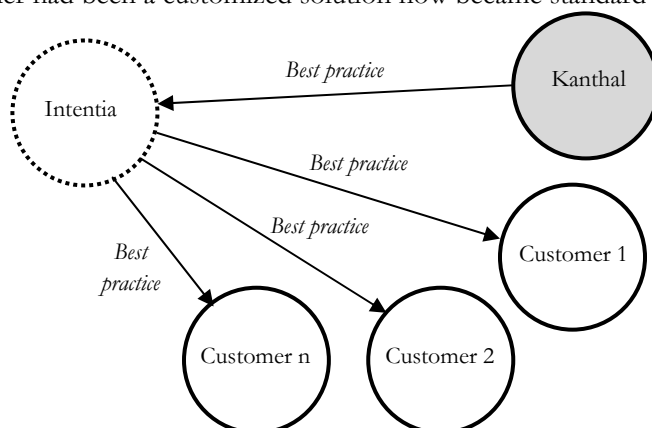 had been a customized solution now became standard
Best practice
Kanthal
Intentia
Best practice
Best practice
Customer 1
Best
practice
Customer n
Customer 2